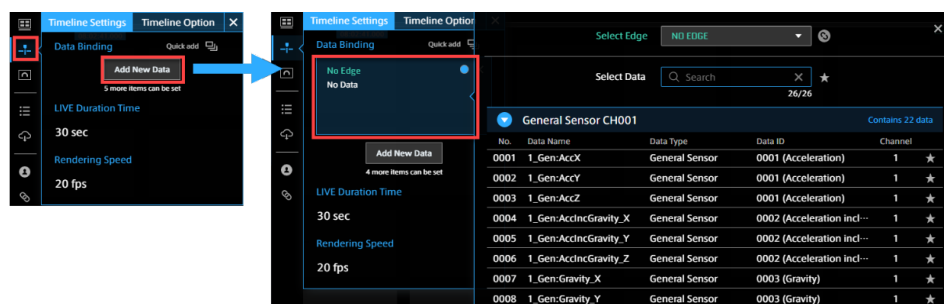 Timeline Settings Timeline Option ×
Data Binding Quick add
Add New Data
5 more items can be set
LIVE Duration Time
30 sec
Rendering Speed
20 fps
Timeline Settings Timeline Option
Data Binding Quick add
No Edge
No Data
Add New Data
4 more items can be set
LIVE Duration Time
30 sec
Rendering Speed
20 fps
Select Edge NO EDGE
Select Data Search
26/26
General Sensor CH001 Contains 22 data
No. Data Name Data Type Data ID Channel
0001 1_Gen:AccX General Sensor 0001 (Acceleration) 1 ★
0002 1_Gen:AccY General Sensor 0001 (Acceleration) 1 ★
0003 1_Gen:AccZ General Sensor 0001 (Acceleration) 1 ★
0004 1_Gen:AccIncGravity_X General Sensor 0002 (Acceleration incl··· 1 ★
0005 1_Gen:AccIncGravity_Y General Sensor 0002 (Acceleration incl··· 1 ★
0006 1_Gen:AccIncGravity_Z General Sensor 0002 (Acceleration incl··· 1 ★
0007 1_Gen:Gravity_X General Sensor 0003 (Gravity) 1 ★
0008 1_Gen:Gravity_Y General Sensor 0003 (Gravity) 1 ★